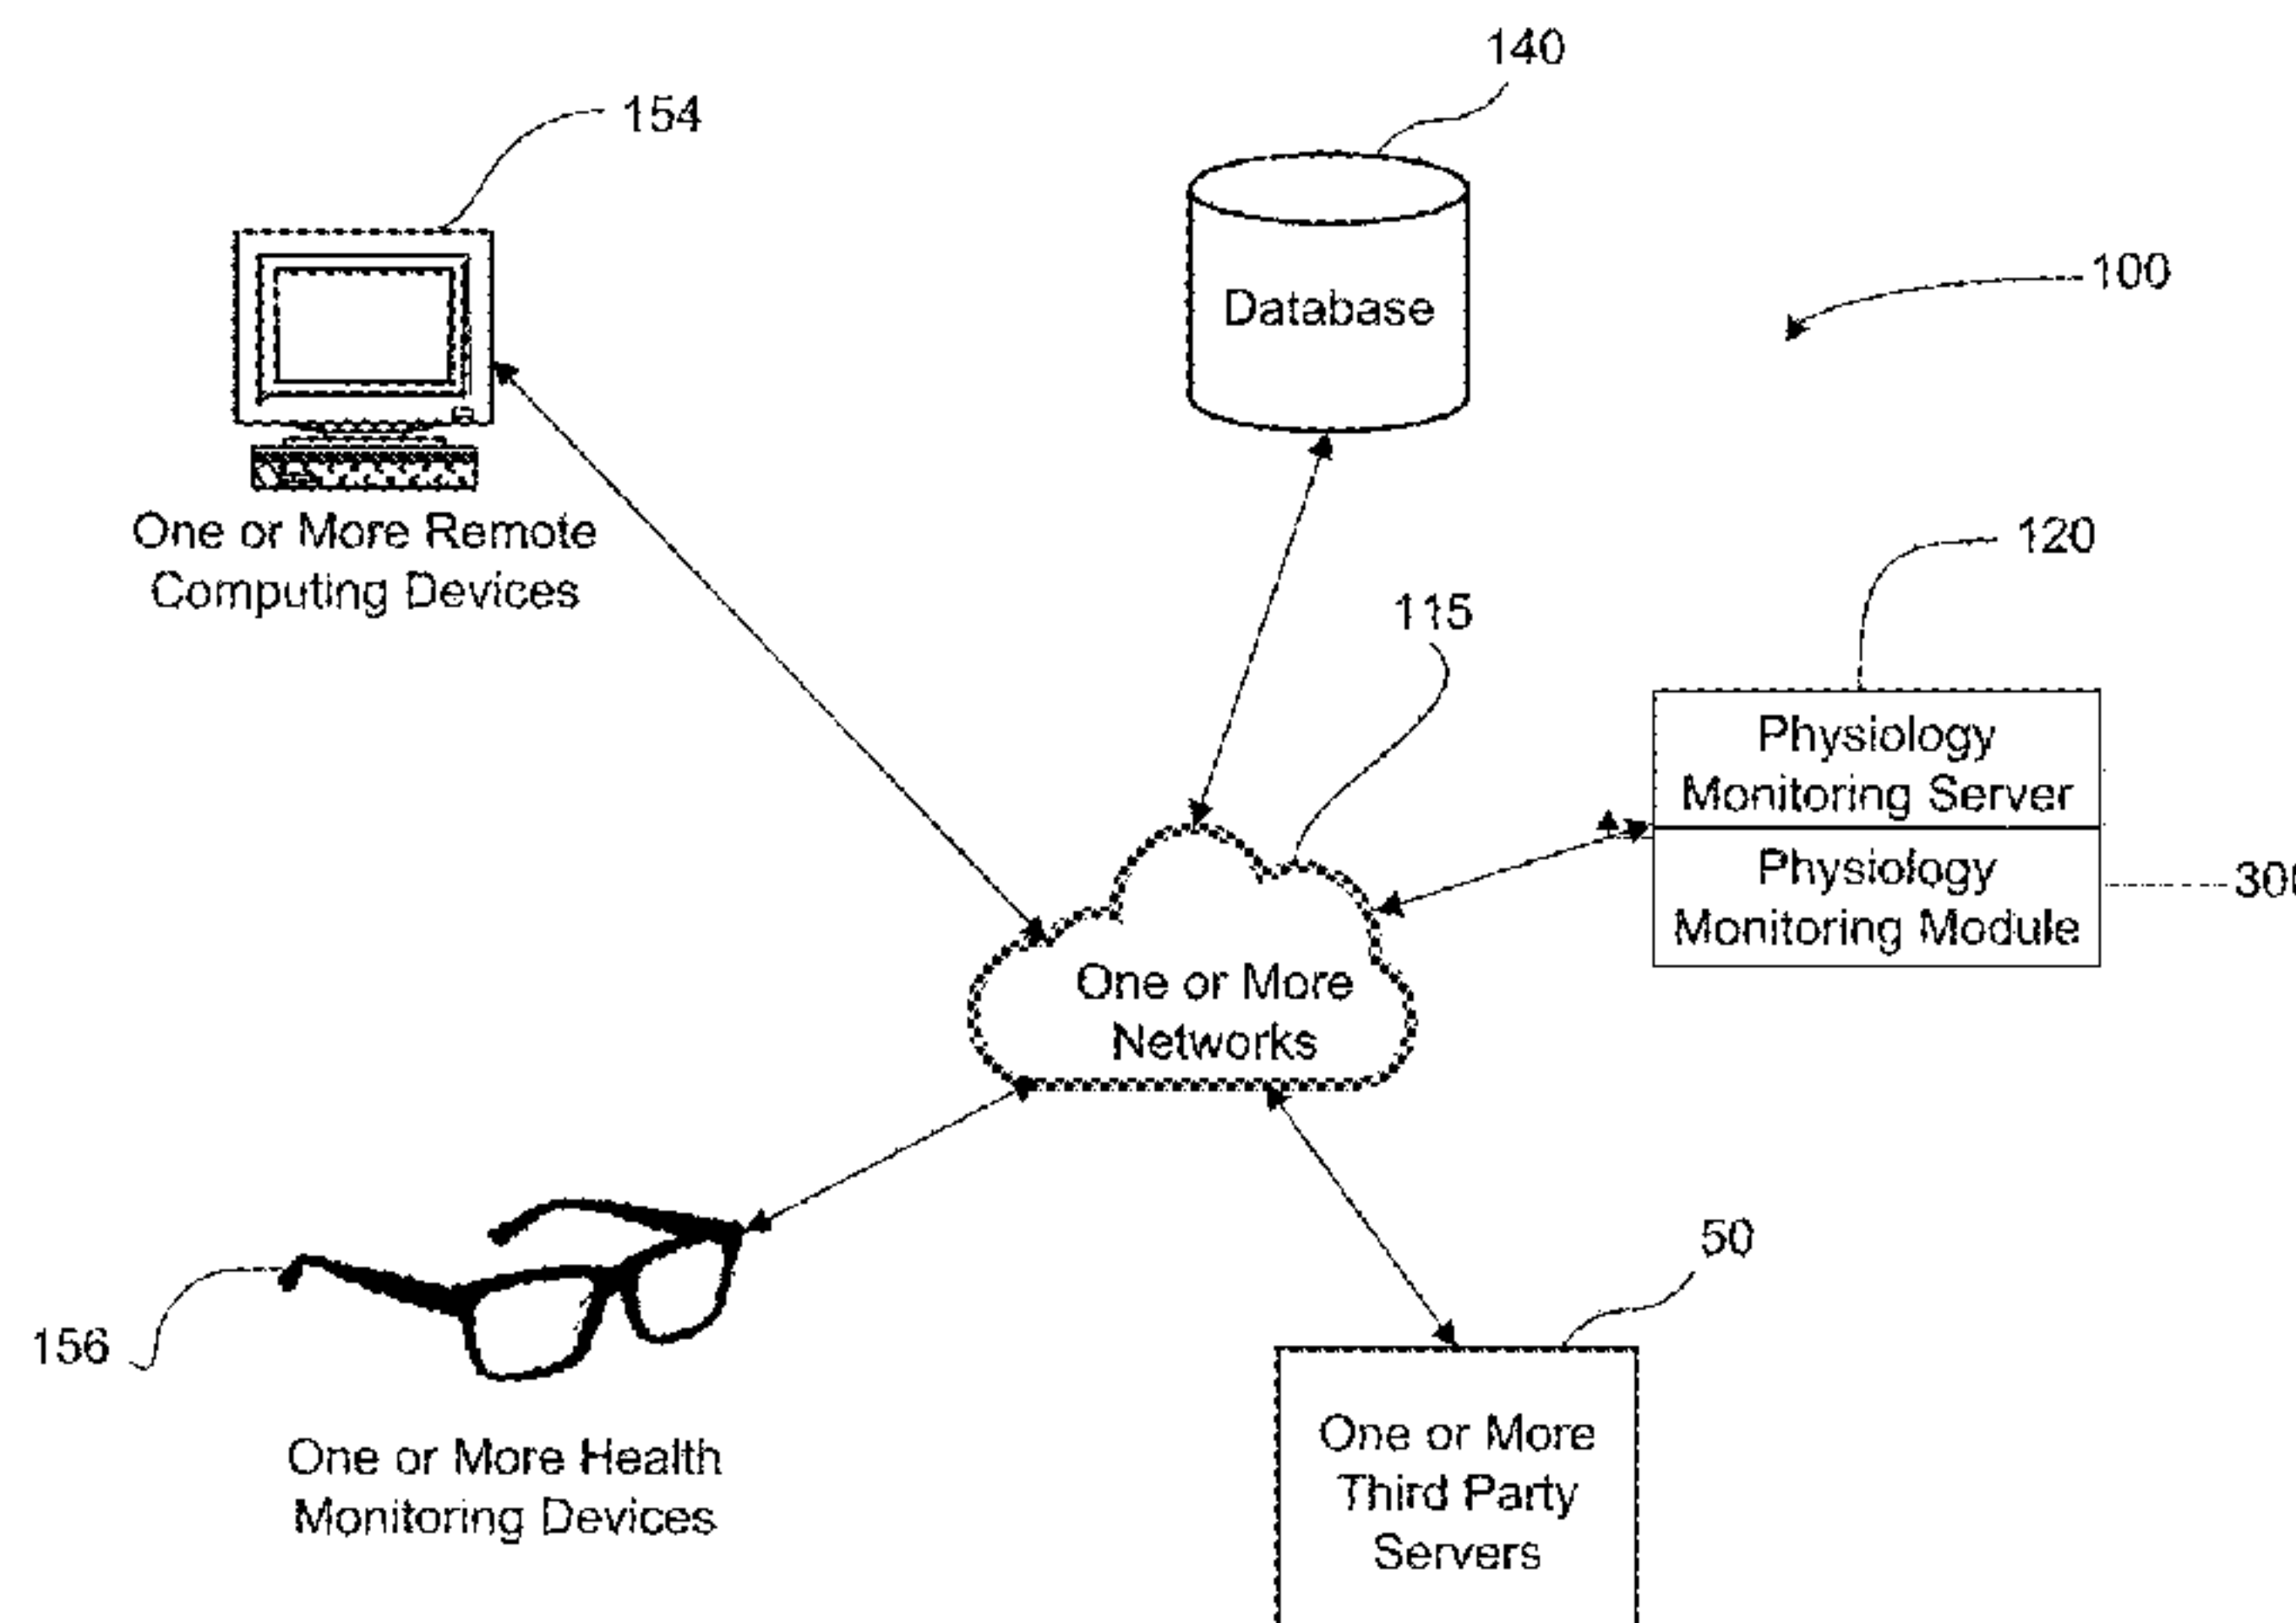 140
154
100
Database
One or More Remote
Computing Devices
120
115
Physiology
Monitoring Server
Physiology
Monitoring Module
One or More
Networks
50
156
One or More Health
Monitoring Devices
One or More
Third Party
Servers